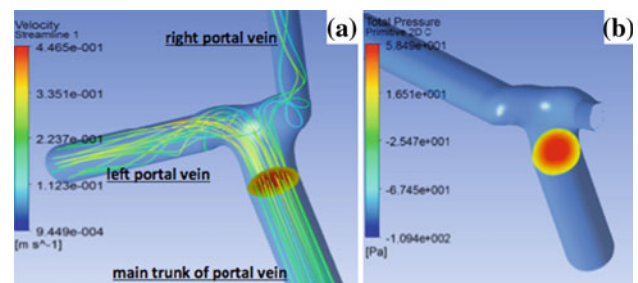 Velocity
Streamline 1
4.465e-001
3.351e-001
2.237e-001
1.123e-001
9.449e-004
[m s^-1]
right portal vein
(a)
left portal vein
main trunk of portal vein
Total Pressure
Primitive 2D C
5.849e+001
1.651e+001
-2.547e+001
-6.745e+001
-1.094e+002
[Pa]
(b)